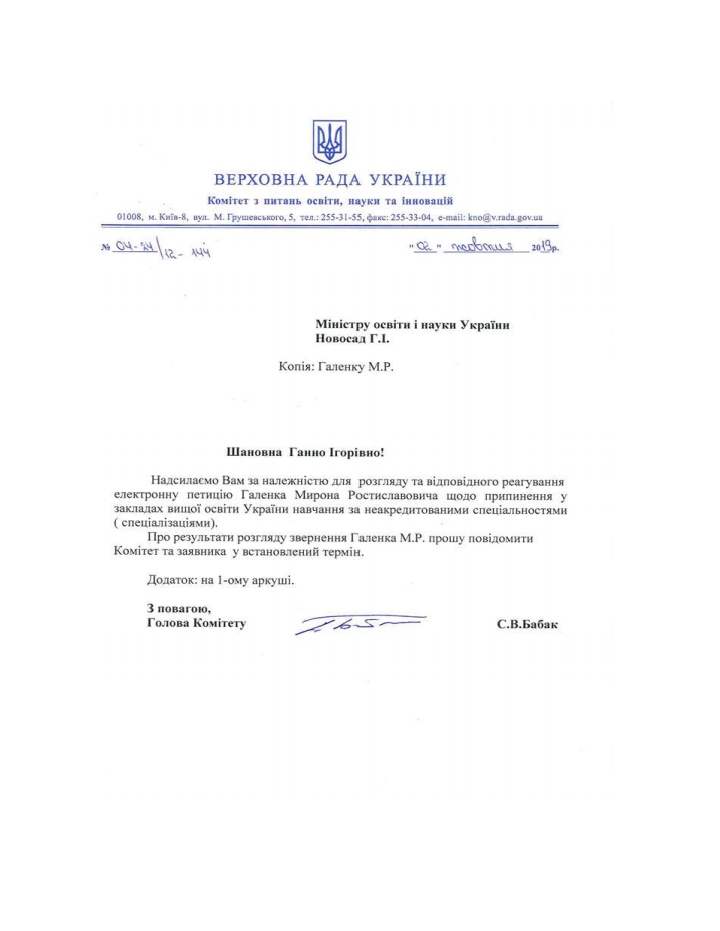 ВЕРХОВНА РАДА УКРАЇНИ
Комітет з питань освіти, науки та інновацій
01008, м. Київ-8, вул. М. Грушевського, 5, тел.: 255-31-55, факс: 255-33-04, e-mail: kno@v.rada.gov.ua
№ 04-24/12-144 "02" жовтня 2019р.
Міністру освіти і науки України
Новосад Г.І.
Копія: Галенку М.Р.
Шановна Ганно Ігорівно!
Надсилаємо Вам за належністю для розгляду та відповідного реагування
електронну петицію Галенка Мирона Ростиславовича щодо припинення у
закладах вищої освіти України навчання за неакредитованими спеціальностями
( спеціалізаціями).
Про результати розгляду звернення Галенка М.Р. прошу повідомити
Комітет та заявника у встановлений термін.
Додаток: на 1-ому аркуші.
З повагою,
Голова Комітету С.В.Бабак